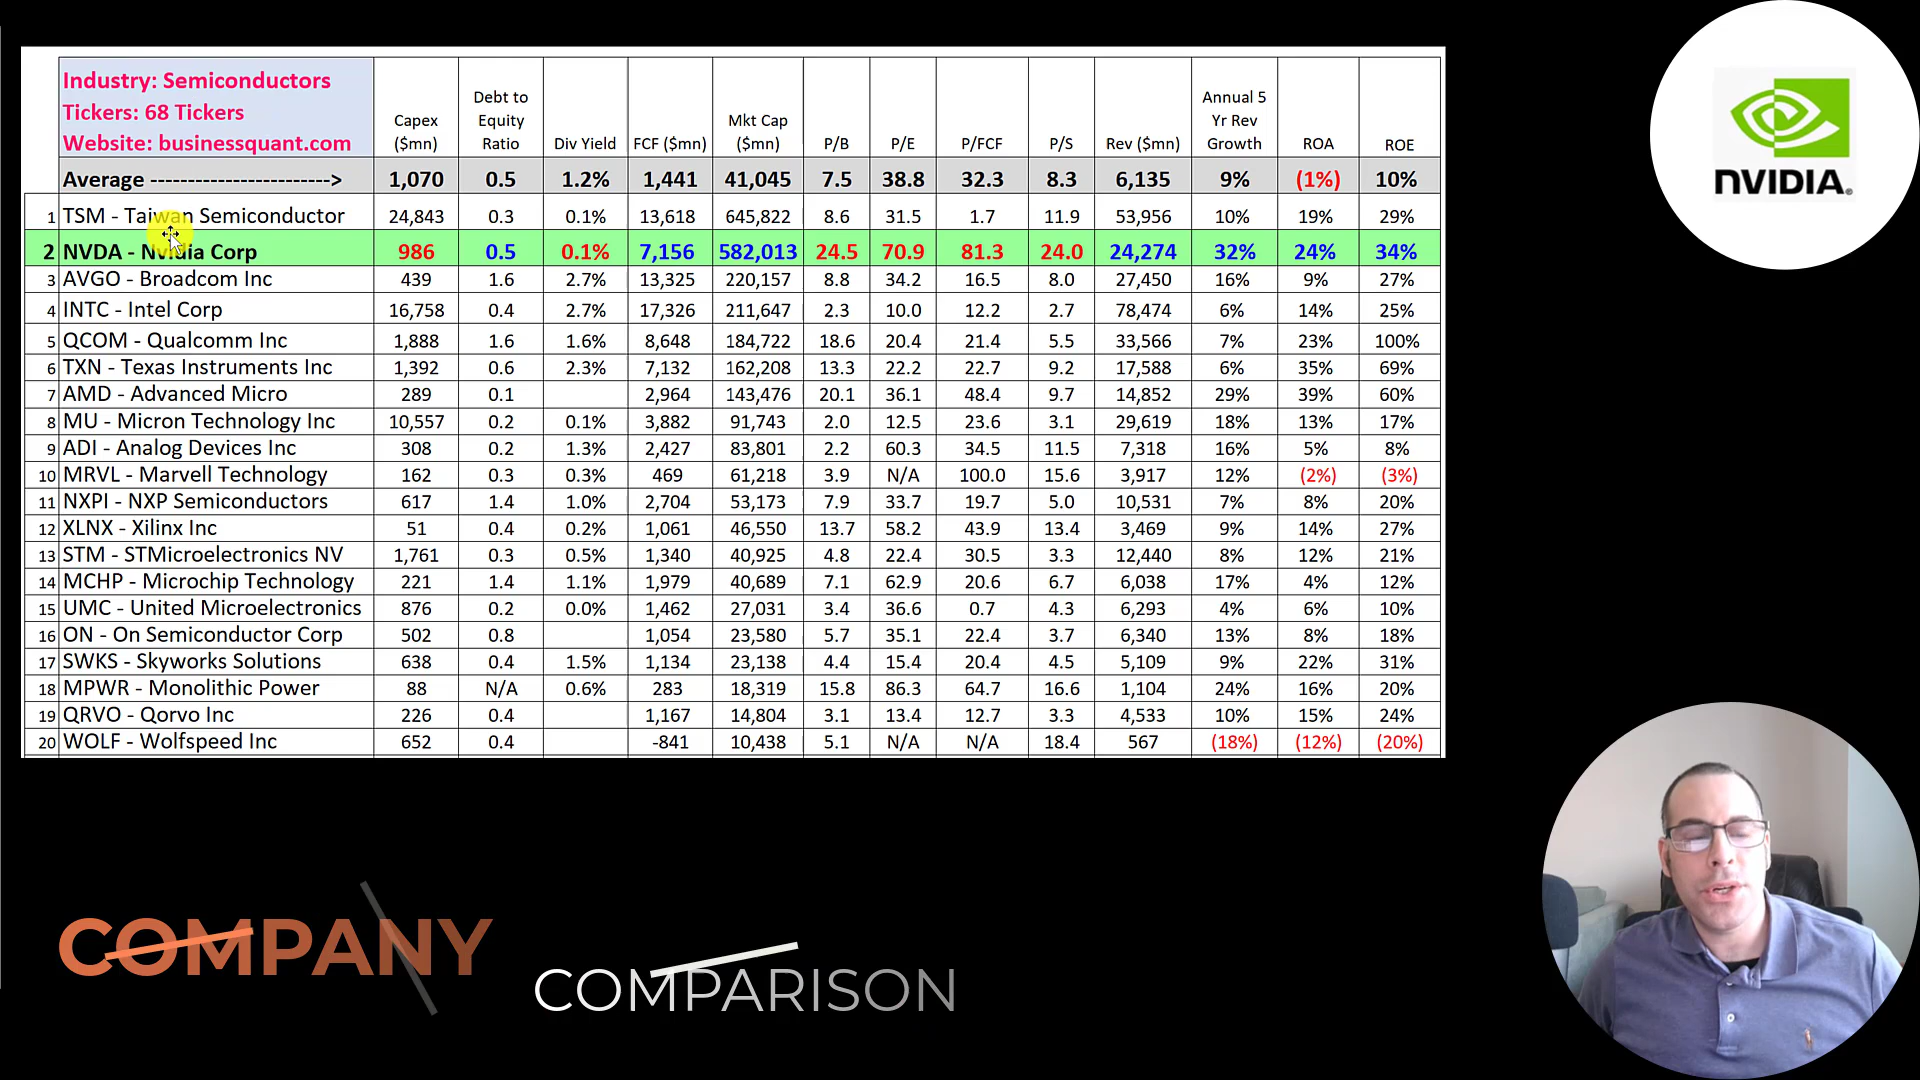 Industry: Semiconductors
Tickers: 68 Tickers
Website: businessquant.com
Capex ($mn) Debt to Equity Ratio Div Yield FCF ($mn) Mkt Cap ($mn) P/B P/E P/FCF P/S Rev ($mn) Annual 5 Yr Rev Growth ROA ROE
Average ------------------------> 1,070 0.5 1.2% 1,441 41,045 7.5 38.8 32.3 8.3 6,135 9% (1%) 10%
1 TSM - Taiwan Semiconductor 24,843 0.3 0.1% 13,618 645,822 8.6 31.5 1.7 11.9 53,956 10% 19% 29%
2 NVDA - Nvidia Corp 986 0.5 0.1% 7,156 582,013 24.5 70.9 81.3 24.0 24,274 32% 24% 34%
3 AVGO - Broadcom Inc 439 1.6 2.7% 13,325 220,157 8.8 34.2 16.5 8.0 27,450 16% 9% 27%
4 INTC - Intel Corp 16,758 0.4 2.7% 17,326 211,647 2.3 10.0 12.2 2.7 78,474 6% 14% 25%
5 QCOM - Qualcomm Inc 1,888 1.6 1.6% 8,648 184,722 18.6 20.4 21.4 5.5 33,566 7% 23% 100%
6 TXN - Texas Instruments Inc 1,392 0.6 2.3% 7,132 162,208 13.3 22.2 22.7 9.2 17,588 6% 35% 69%
7 AMD - Advanced Micro 289 0.1 2,964 143,476 20.1 36.1 48.4 9.7 14,852 29% 39% 60%
8 MU - Micron Technology Inc 10,557 0.2 0.1% 3,882 91,743 2.0 12.5 23.6 3.1 29,619 18% 13% 17%
9 ADI - Analog Devices Inc 308 0.2 1.3% 2,427 83,801 2.2 60.3 34.5 11.5 7,318 16% 5% 8%
10 MRVL - Marvell Technology 162 0.3 0.3% 469 61,218 3.9 N/A 100.0 15.6 3,917 12% (2%) (3%)
11 NXPI - NXP Semiconductors 617 1.4 1.0% 2,704 53,173 7.9 33.7 19.7 5.0 10,531 7% 8% 20%
12 XLNX - Xilinx Inc 51 0.4 0.2% 1,061 46,550 13.7 58.2 43.9 13.4 3,469 9% 14% 27%
13 STM - STMicroelectronics NV 1,761 0.3 0.5% 1,340 40,925 4.8 22.4 30.5 3.3 12,440 8% 12% 21%
14 MCHP - Microchip Technology 221 1.4 1.1% 1,979 40,689 7.1 62.9 20.6 6.7 6,038 17% 4% 12%
15 UMC - United Microelectronics 876 0.2 0.0% 1,462 27,031 3.4 36.6 0.7 4.3 6,293 4% 6% 10%
16 ON - On Semiconductor Corp 502 0.8 1,054 23,580 5.7 35.1 22.4 3.7 6,340 13% 8% 18%
17 SWKS - Skyworks Solutions 638 0.4 1.5% 1,134 23,138 4.4 15.4 20.4 4.5 5,109 9% 22% 31%
18 MPWR - Monolithic Power 88 N/A 0.6% 283 18,319 15.8 86.3 64.7 16.6 1,104 24% 16% 20%
19 QRVO - Qorvo Inc 226 0.4 1,167 14,804 3.1 13.4 12.7 3.3 4,533 10% 15% 24%
20 WOLF - Wolfspeed Inc 652 0.4 -841 10,438 5.1 N/A N/A 18.4 567 (18%) (12%) (20%)
NVIDIA.
COMPANY
COMPARISON